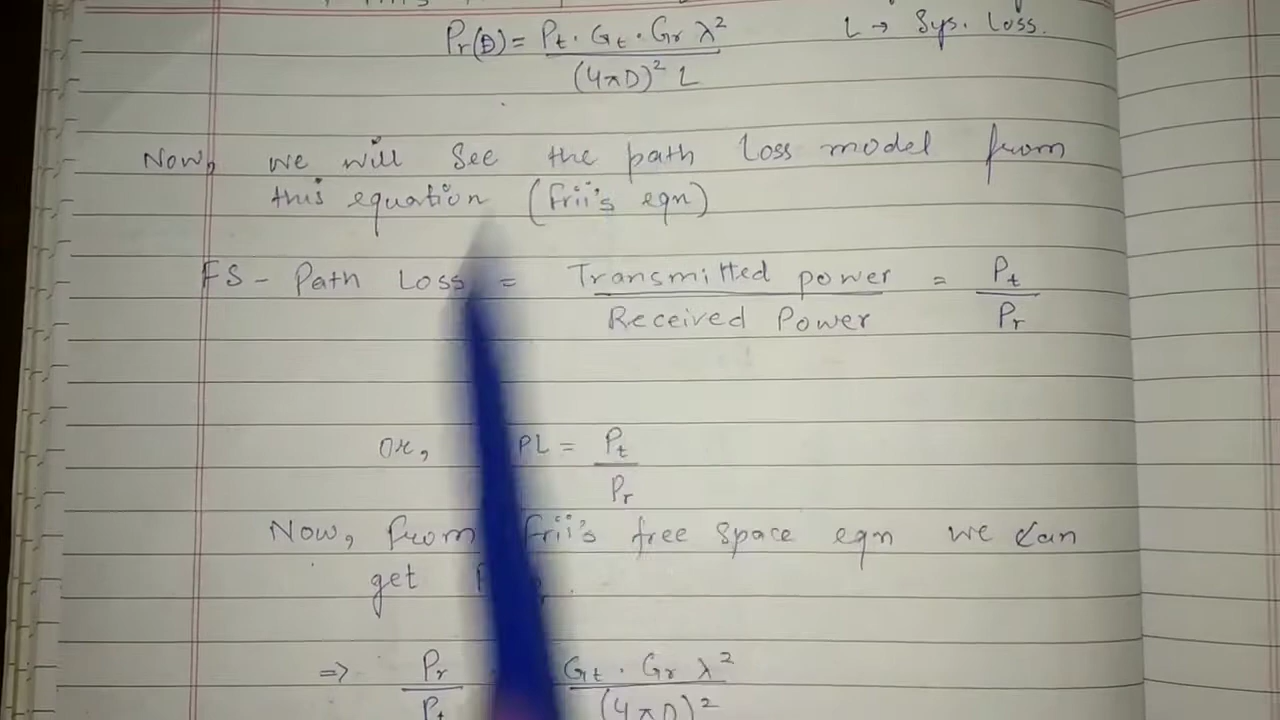 Pr(D) = Pt · Gt · Gr λ² L → Sys. loss.
(4πD)² L
Now, we will See the path Loss model from
this equation (frii's eqn)
FS - Path Loss = Transmitted power = Pt
Received Power Pr
Or, PL = Pt
Pr
Now, from frii's free space eqn we can
get
⇒ Pr Gt · Gr λ²
Pt (4πD)²